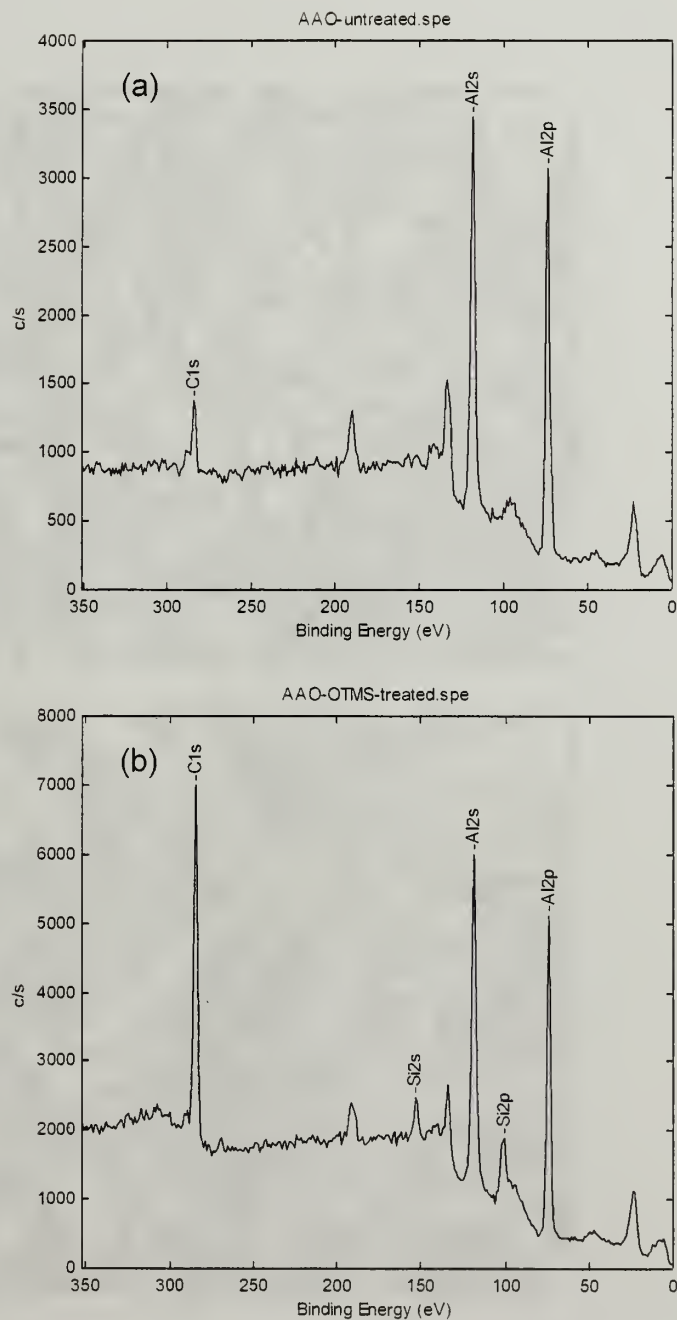 AAO-untreated.spe
(a)
4000
3500
3000
2500
2000
1500
1000
500
0
c/s
-C1s
-Al2s
-Al2p
350 300 250 200 150 100 50 0
Binding Energy (eV)
AAO-OTMS-treated.spe
(b)
8000
7000
6000
5000
4000
3000
2000
1000
0
c/s
-C1s
-Si2s
-Al2s
-Si2p
-Al2p
350 300 250 200 150 100 50 0
Binding Energy (eV)